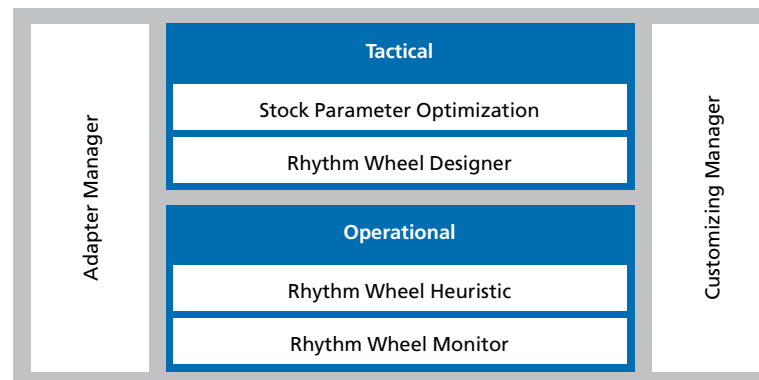 Adapter Manager
Tactical
Stock Parameter Optimization
Rhythm Wheel Designer
Operational
Rhythm Wheel Heuristic
Rhythm Wheel Monitor
Customizing Manager